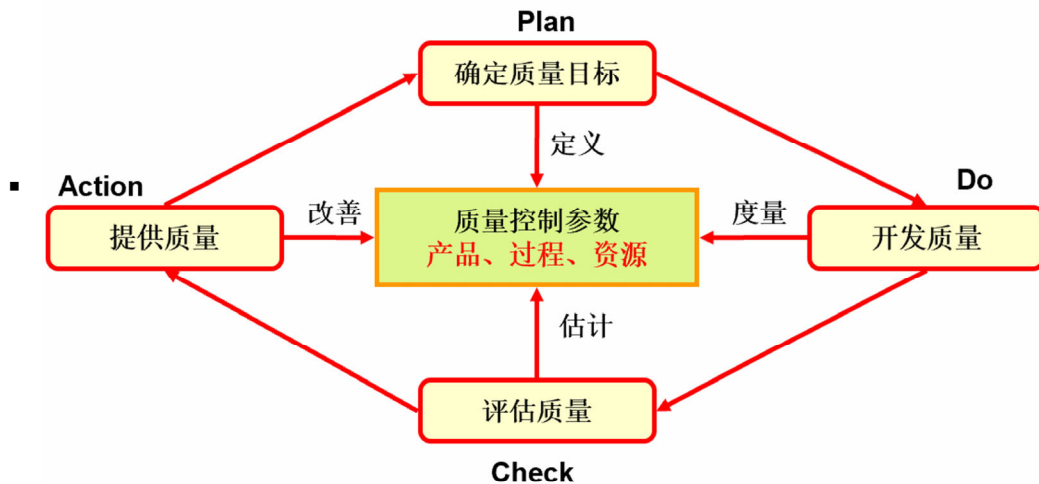 Plan
确定质量目标
定义
Action
Do
提供质量
改善
质量控制参数
产品、过程、资源
度量
开发质量
估计
评估质量
Check